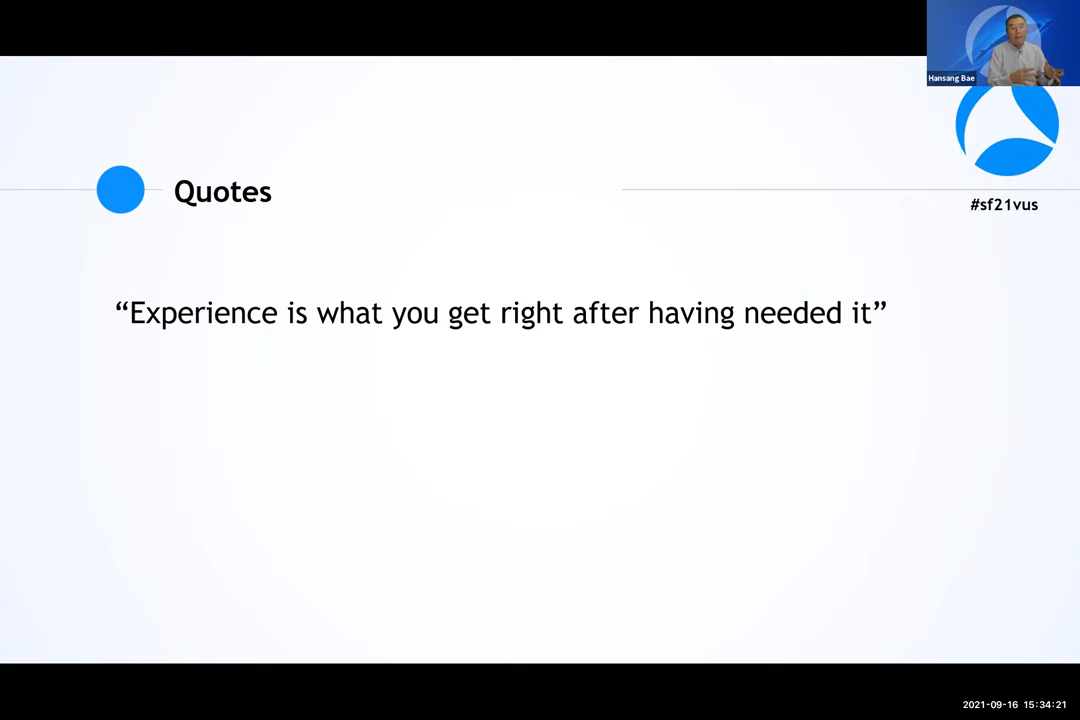 Hansang Bae
Quotes
#sf21vus
“Experience is what you get right after having needed it”
2021-09-16 15:34:21